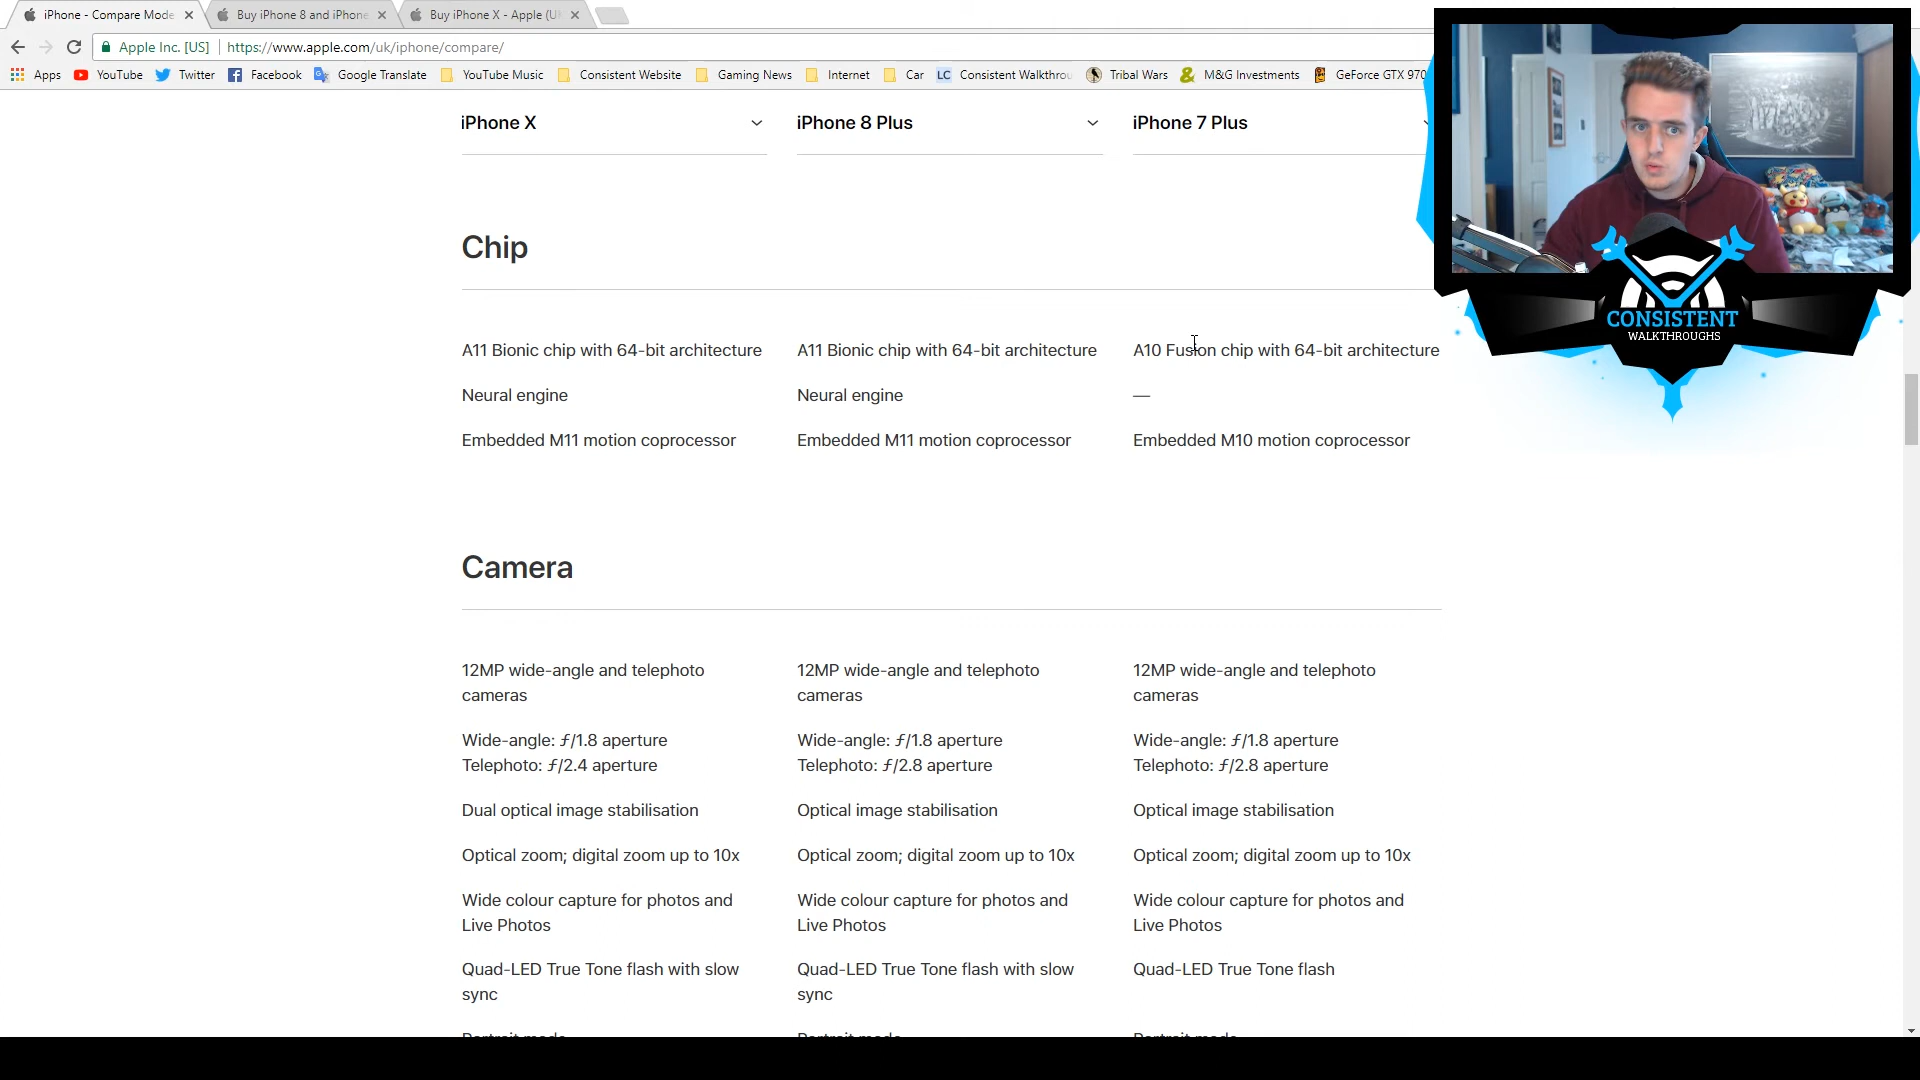 iPhone - Compare Mode
Buy iPhone 8 and iPhone
Buy iPhone X - Apple (U
Apple Inc. [US]
https://www.apple.com/uk/iphone/compare/
Apps
YouTube
Twitter
Facebook
Google Translate
YouTube Music
Consistent Website
Gaming News
Internet
Car
LC
Consistent Walkthrou
Tribal Wars
M&G Investments
GeForce GTX 970
iPhone X
iPhone 8 Plus
iPhone 7 Plus
Chip
A11 Bionic chip with 64-bit architecture
A11 Bionic chip with 64-bit architecture
A10 Fusion chip with 64-bit architecture
Neural engine
Neural engine
—
Embedded M11 motion coprocessor
Embedded M11 motion coprocessor
Embedded M10 motion coprocessor
CONSISTENT
WALKTHROUGHS
Camera
12MP wide-angle and telephoto
cameras
12MP wide-angle and telephoto
cameras
12MP wide-angle and telephoto
cameras
Wide-angle: ƒ/1.8 aperture
Telephoto: ƒ/2.4 aperture
Wide-angle: ƒ/1.8 aperture
Telephoto: ƒ/2.8 aperture
Wide-angle: ƒ/1.8 aperture
Telephoto: ƒ/2.8 aperture
Dual optical image stabilisation
Optical image stabilisation
Optical image stabilisation
Optical zoom; digital zoom up to 10x
Optical zoom; digital zoom up to 10x
Optical zoom; digital zoom up to 10x
Wide colour capture for photos and
Live Photos
Wide colour capture for photos and
Live Photos
Wide colour capture for photos and
Live Photos
Quad-LED True Tone flash with slow
sync
Quad-LED True Tone flash with slow
sync
Quad-LED True Tone flash
Portrait mode
Portrait mode
Portrait mode